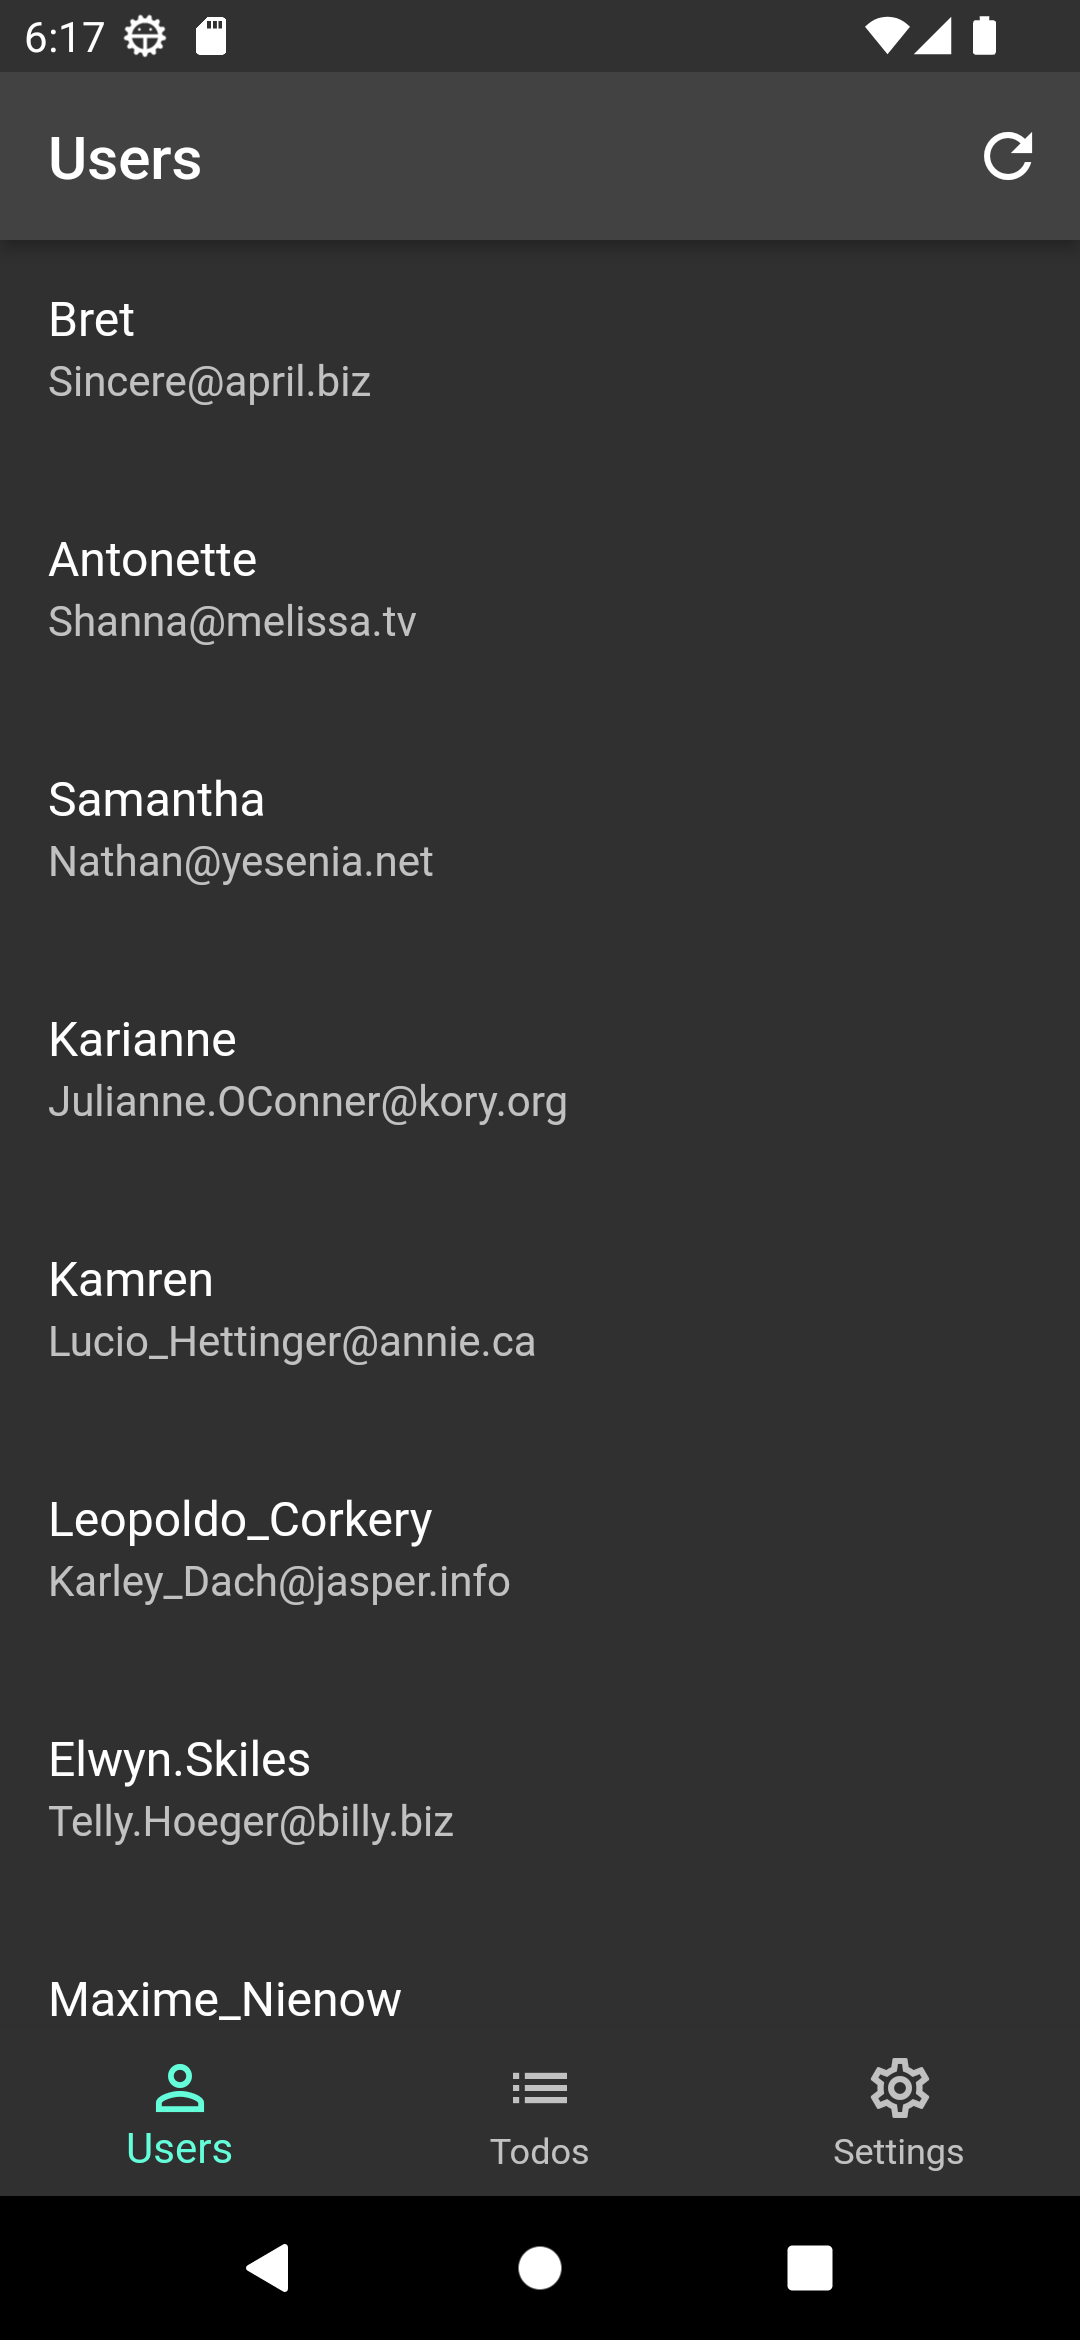 6:17
Users
Bret
Sincere@april.biz
Antonette
Shanna@melissa.tv
Samantha
Nathan@yesenia.net
Karianne
Julianne.OConner@kory.org
Kamren
Lucio_Hettinger@annie.ca
Leopoldo_Corkery
Karley_Dach@jasper.info
Elwyn.Skiles
Telly.Hoeger@billy.biz
Maxime_Nienow
Users
Todos
Settings